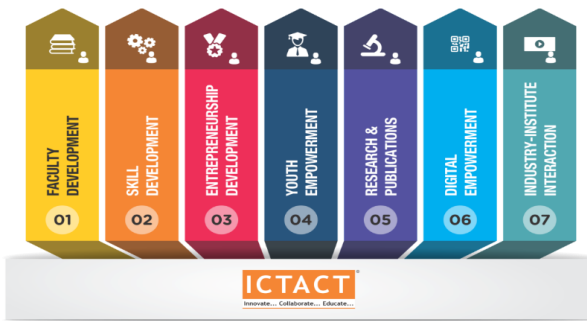 FACULTY
DEVELOPMENT
01
SKILL
DEVELOPMENT
02
ENTREPRENEURSHIP
DEVELOPMENT
03
YOUTH
EMPOWERMENT
04
RESEARCH &
PUBLICATIONS
05
DIGITAL
EMPOWERMENT
06
INDUSTRY-INSTITUTE
INTERACTION
07
ICTACT®
Innovate... Collaborate... Educate...